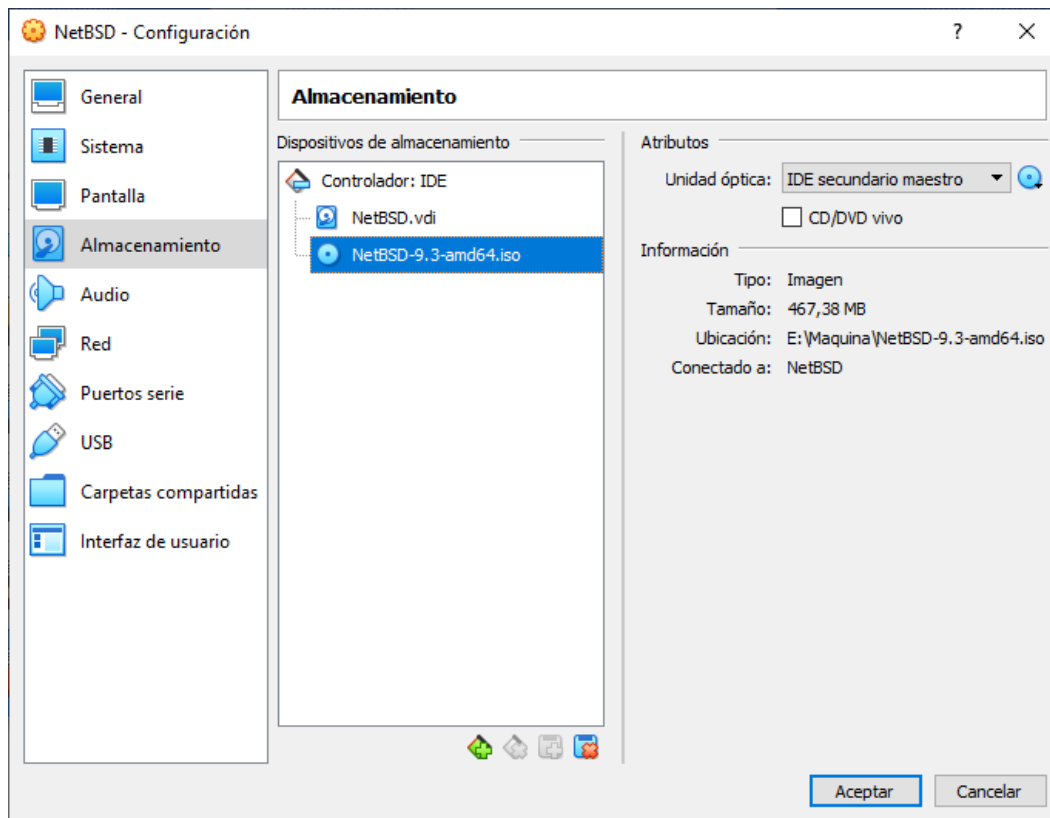 NetBSD - Configuración
?
General
Sistema
Pantalla
Almacenamiento
Audio
Red
Puertos serie
USB
Carpetas compartidas
Interfaz de usuario
Almacenamiento
Dispositivos de almacenamiento
Controlador: IDE
NetBSD.vdi
NetBSD-9.3-amd64.iso
Atributos
Unidad óptica: IDE secundario maestro
CD/DVD vivo
Información
Tipo: Imagen
Tamaño: 467,38 MB
Ubicación: E:\Maquina\NetBSD-9.3-amd64.iso
Conectado a: NetBSD
Aceptar
Cancelar